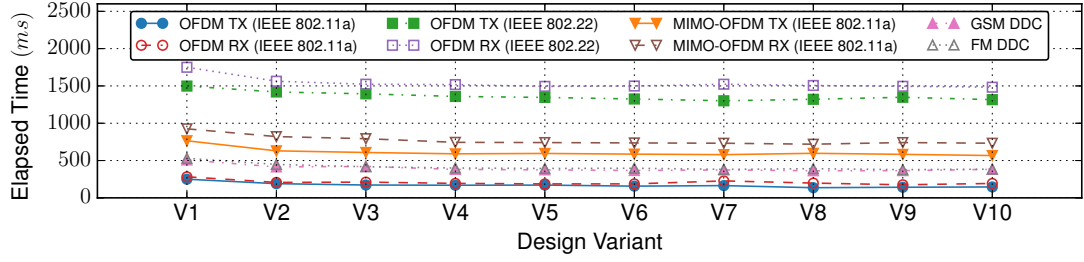 2500
2000
1500
1000
500
0
Elapsed Time (ms)
OFDM TX (IEEE 802.11a) OFDM TX (IEEE 802.22) MIMO-OFDM TX (IEEE 802.11a) GSM DDC
OFDM RX (IEEE 802.11a) OFDM RX (IEEE 802.22) MIMO-OFDM RX (IEEE 802.11a) FM DDC
V1 V2 V3 V4 V5 V6 V7 V8 V9 V10
Design Variant